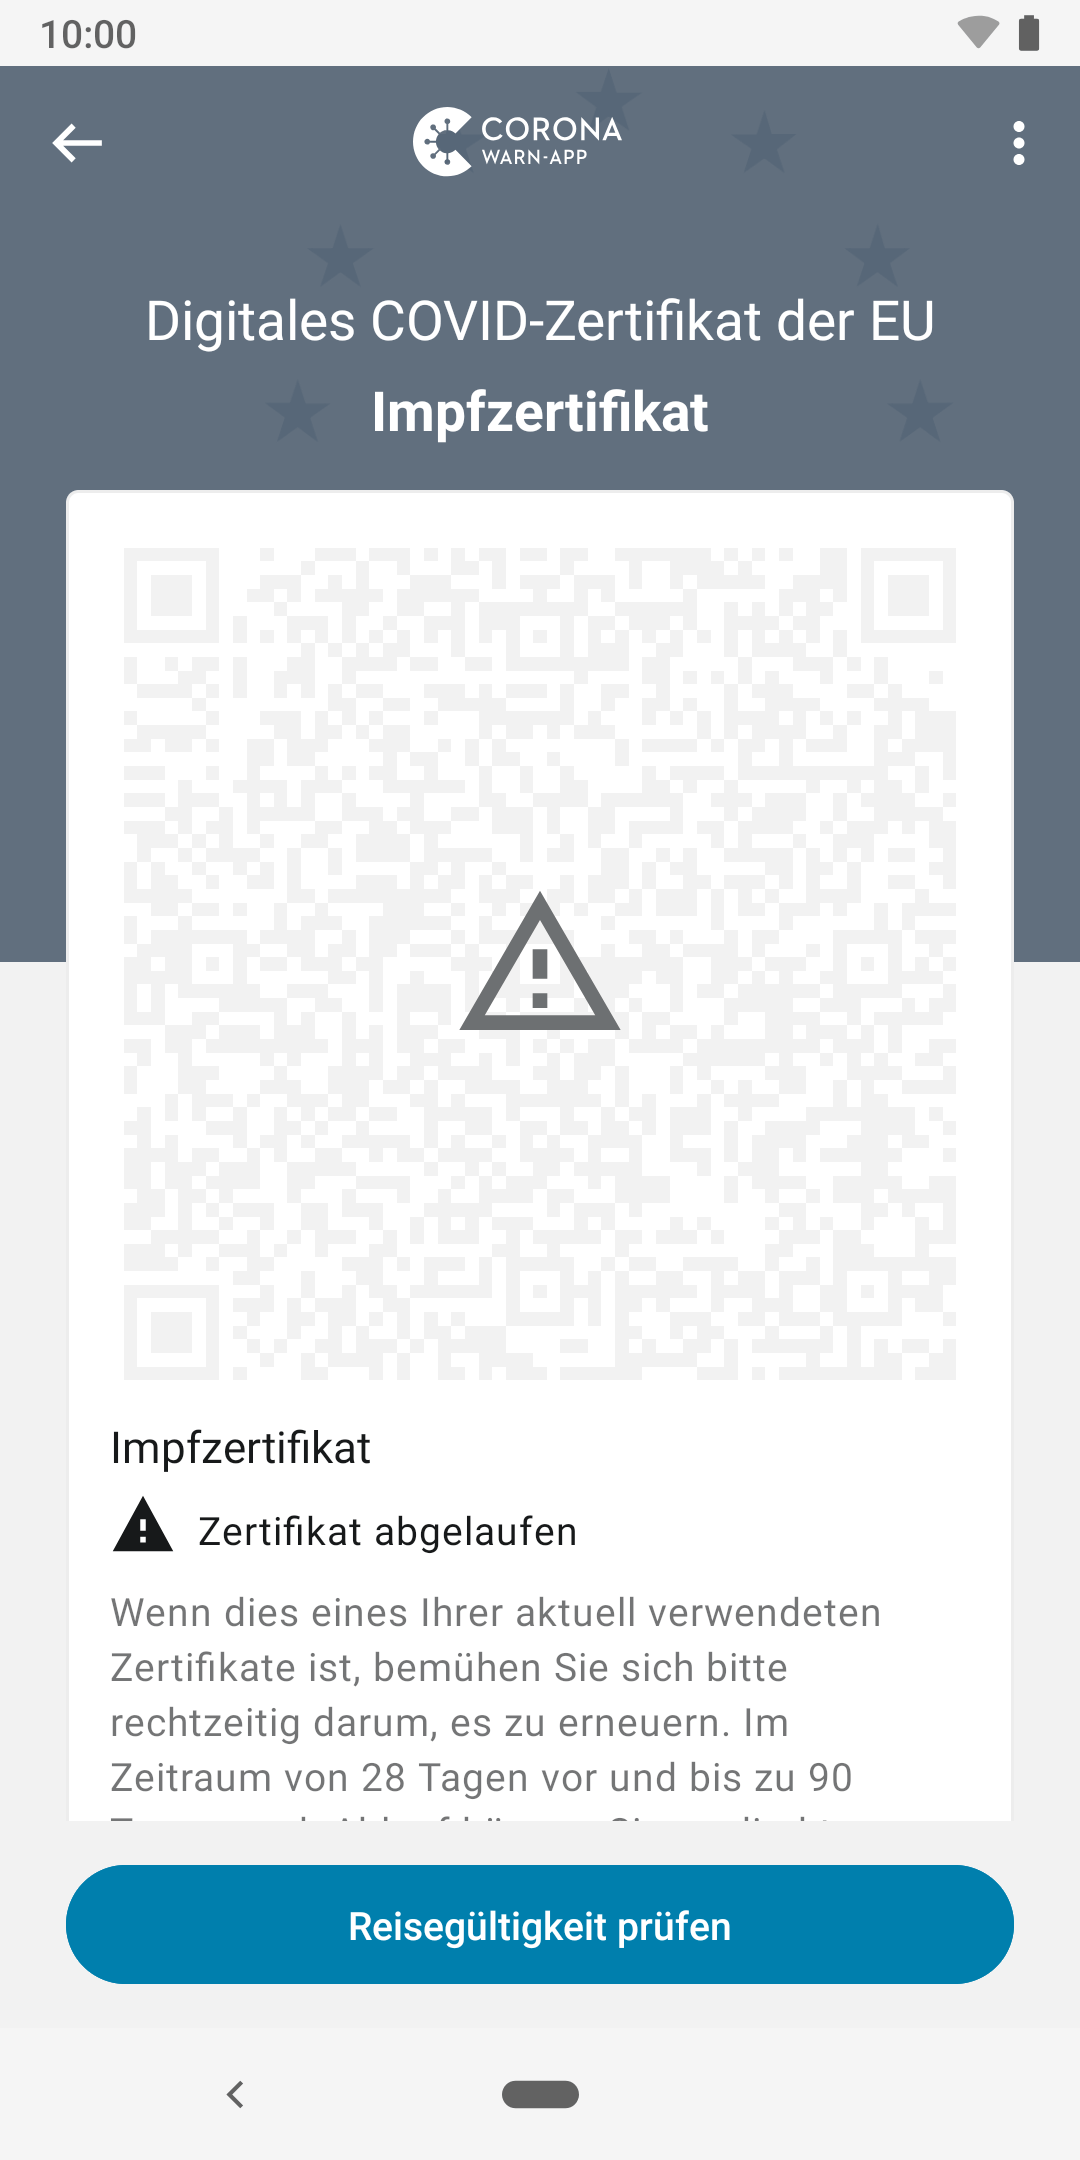 10:00
CORONA
WARN-APP
Digitales COVID-Zertifikat der EU
Impfzertifikat
Impfzertifikat
Zertifikat abgelaufen
Wenn dies eines Ihrer aktuell verwendeten
Zertifikate ist, bemühen Sie sich bitte
rechtzeitig darum, es zu erneuern. Im
Zeitraum von 28 Tagen vor und bis zu 90
Reisegültigkeit prüfen